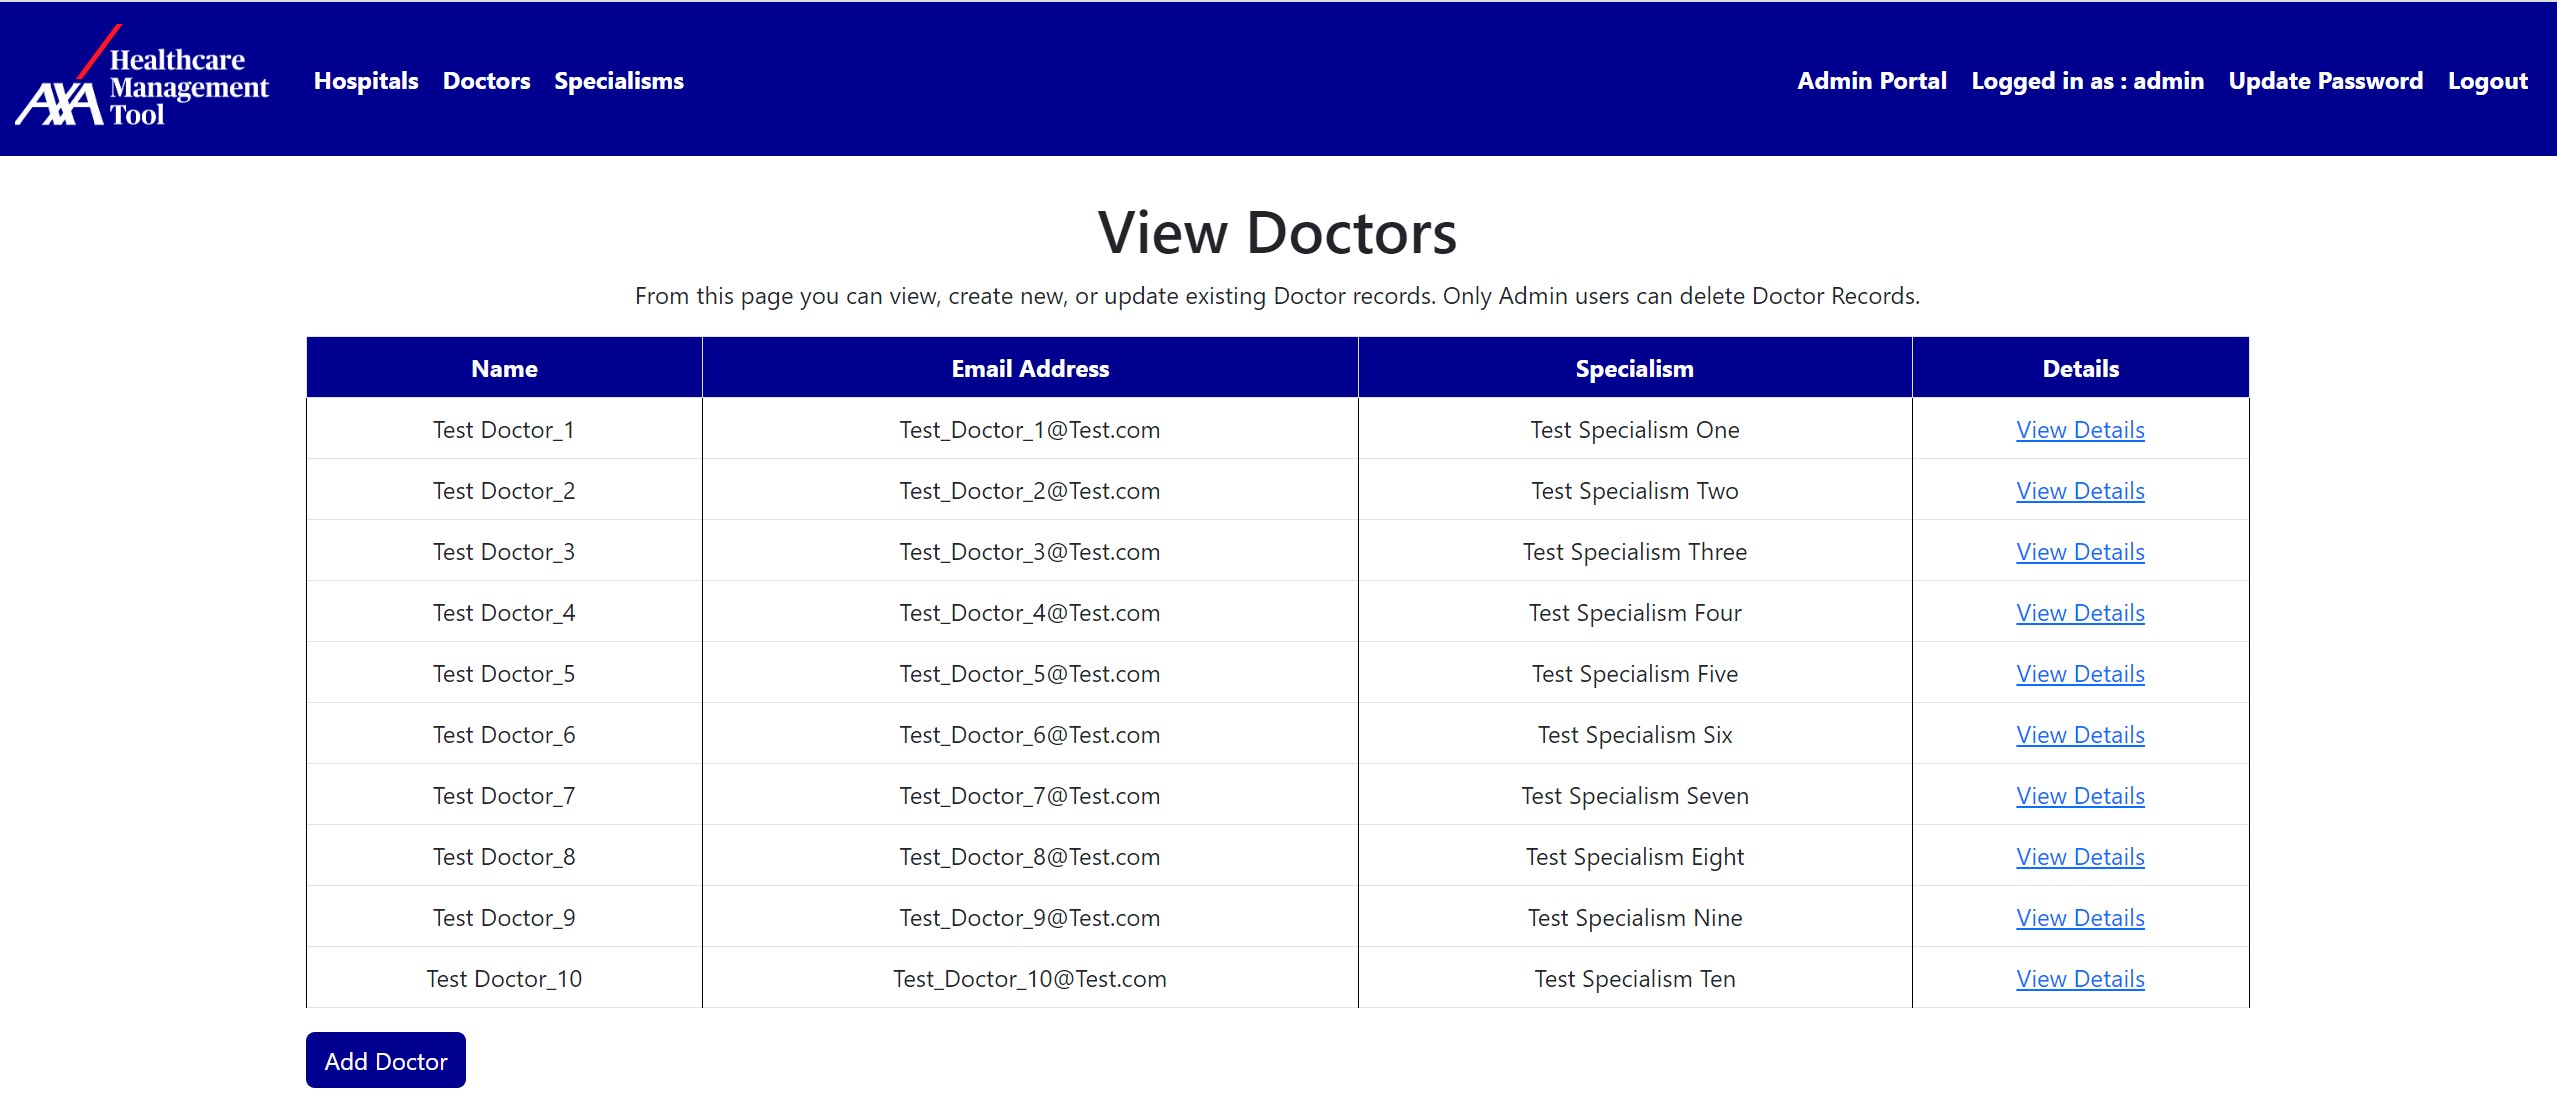 AXA Healthcare
Management
Tool
Hospitals Doctors Specialisms Admin Portal Logged in as : admin Update Password Logout
View Doctors
From this page you can view, create new, or update existing Doctor records. Only Admin users can delete Doctor Records.
Name Email Address Specialism Details
Test Doctor_1 Test_Doctor_1@Test.com Test Specialism One View Details
Test Doctor_2 Test_Doctor_2@Test.com Test Specialism Two View Details
Test Doctor_3 Test_Doctor_3@Test.com Test Specialism Three View Details
Test Doctor_4 Test_Doctor_4@Test.com Test Specialism Four View Details
Test Doctor_5 Test_Doctor_5@Test.com Test Specialism Five View Details
Test Doctor_6 Test_Doctor_6@Test.com Test Specialism Six View Details
Test Doctor_7 Test_Doctor_7@Test.com Test Specialism Seven View Details
Test Doctor_8 Test_Doctor_8@Test.com Test Specialism Eight View Details
Test Doctor_9 Test_Doctor_9@Test.com Test Specialism Nine View Details
Test Doctor_10 Test_Doctor_10@Test.com Test Specialism Ten View Details
Add Doctor